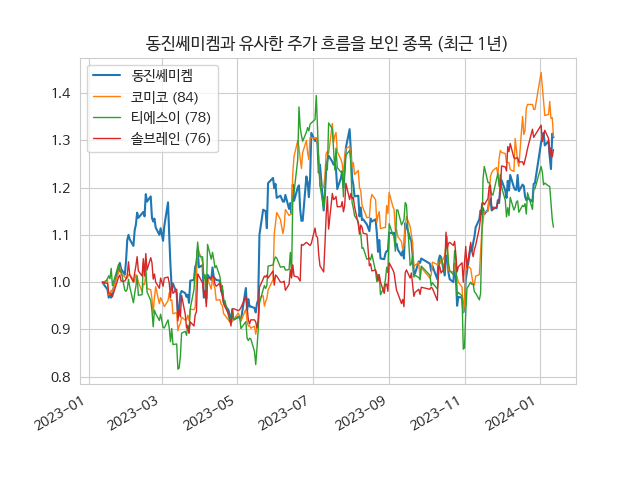 동진쎄미켐과 유사한 주가 흐름을 보인 종목 (최근 1년)
동진쎄미켐
코미코 (84)
티에스이 (78)
솔브레인 (76)
1.4
1.3
1.2
1.1
1.0
0.9
0.8
2023-01
2023-03
2023-05
2023-07
2023-09
2023-11
2024-01